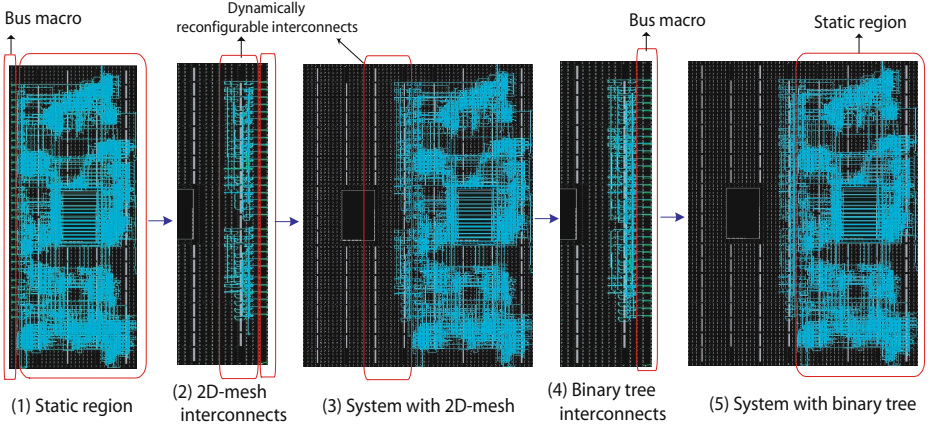 Bus macro
Dynamically
reconfigurable interconnects
Bus macro
Static region
(1) Static region
(2) 2D-mesh
interconnects
(3) System with 2D-mesh
(4) Binary tree
interconnects
(5) System with binary tree